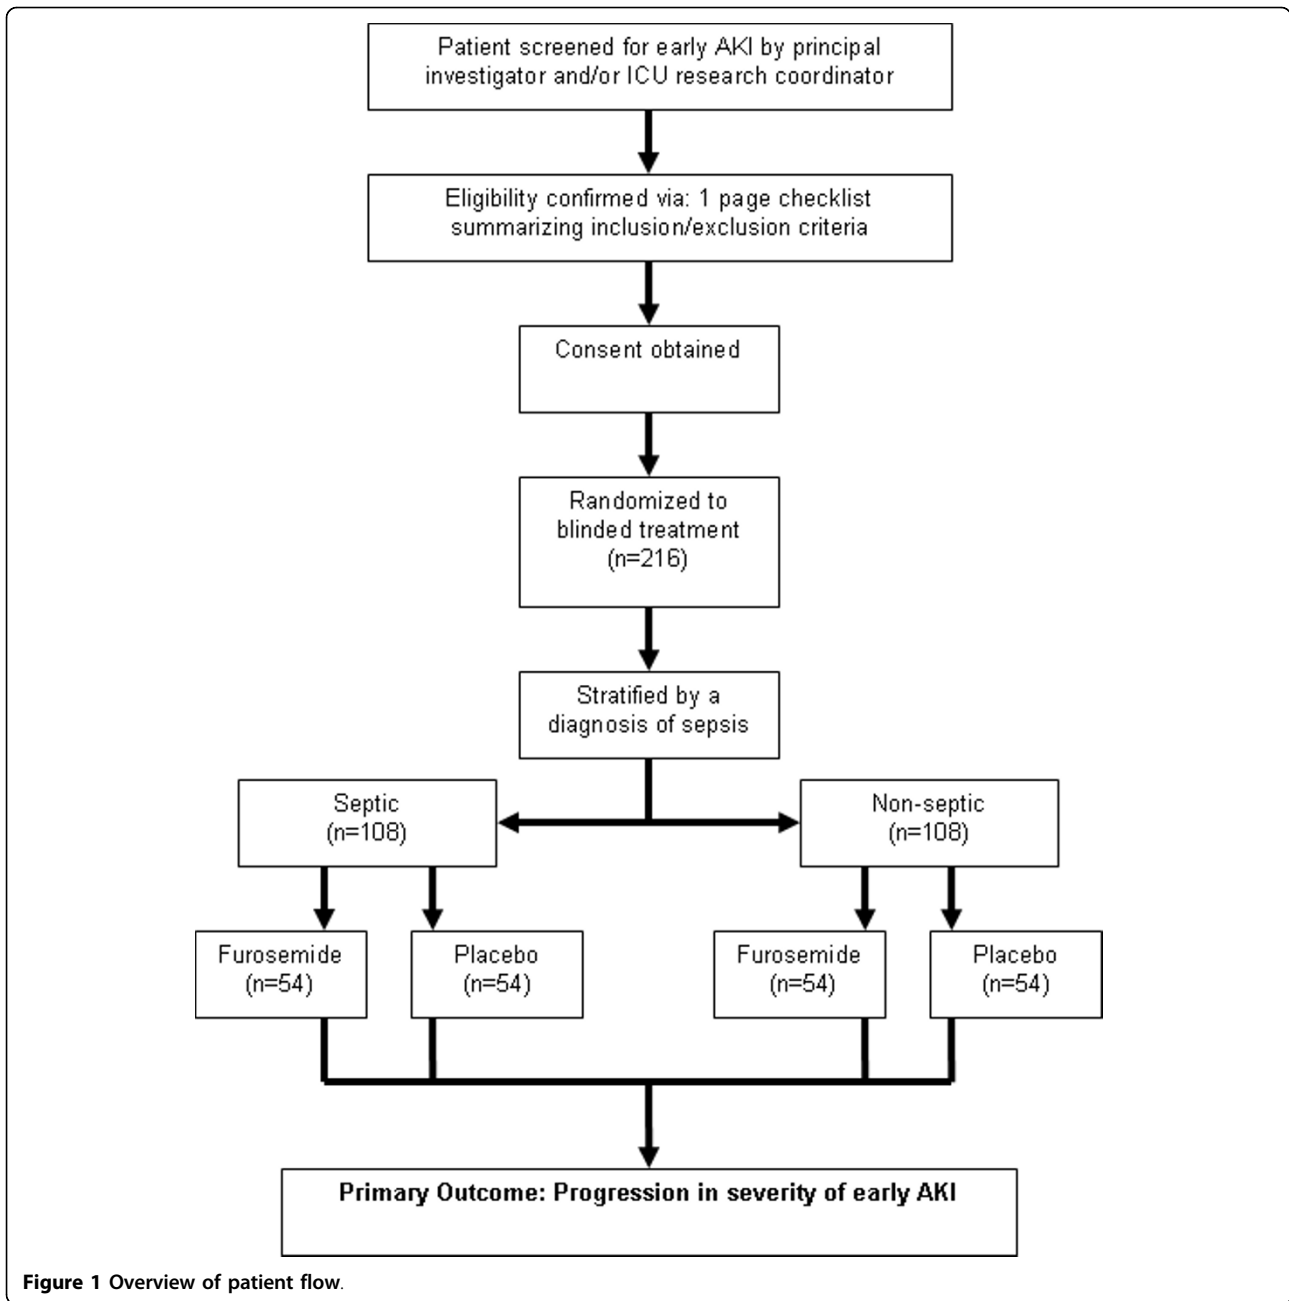 Patient screened for early AKI by principal
investigator and/or ICU research coordinator
Eligibility confirmed via: 1 page checklist
summarizing inclusion/exclusion criteria
Consent obtained
Randomized to
blinded treatment
(n=216)
Stratified by a
diagnosis of sepsis
Septic
(n=108)
Non-septic
(n=108)
Furosemide
(n=54)
Placebo
(n=54)
Furosemide
(n=54)
Placebo
(n=54)
Primary Outcome: Progression in severity of early AKI
Figure 1 Overview of patient flow.